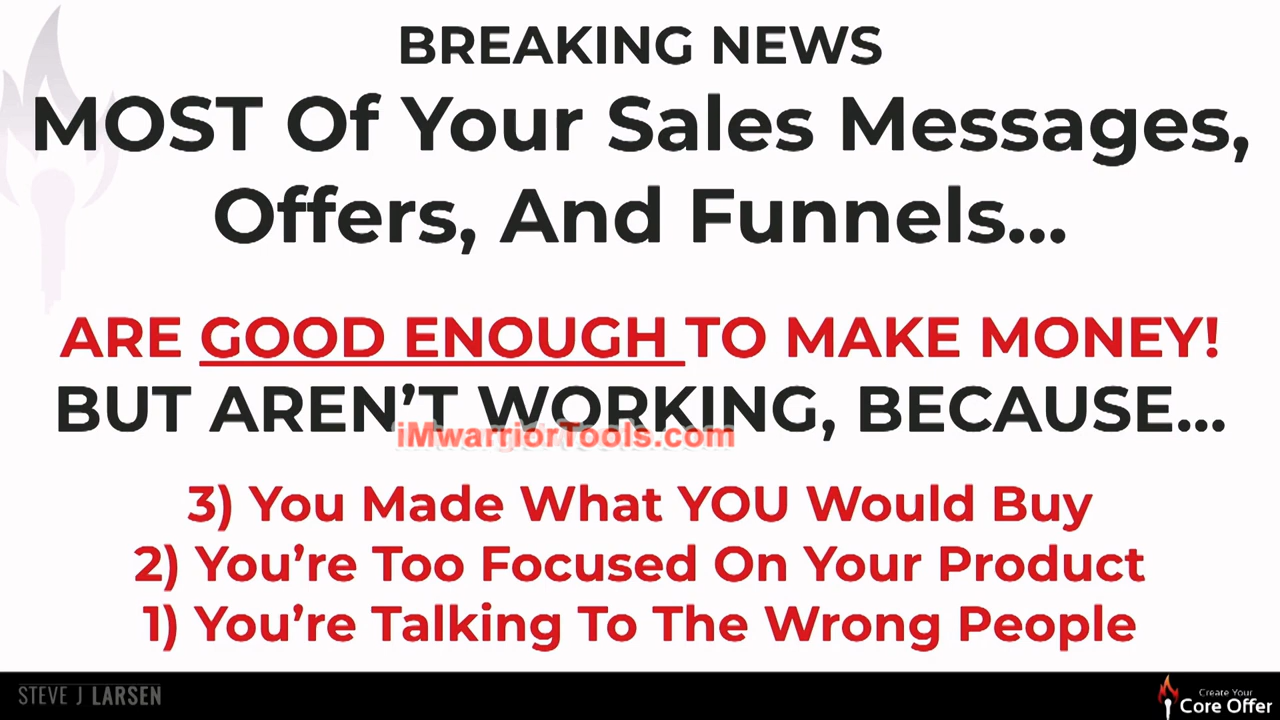 BREAKING NEWS
MOST Of Your Sales Messages,
Offers, And Funnels...
ARE GOOD ENOUGH TO MAKE MONEY!
BUT AREN’T WORKING, BECAUSE...
iMwarriorTools.com
3) You Made What YOU Would Buy
2) You’re Too Focused On Your Product
1) You’re Talking To The Wrong People
STEVE J LARSEN
Create Your
Core Offer